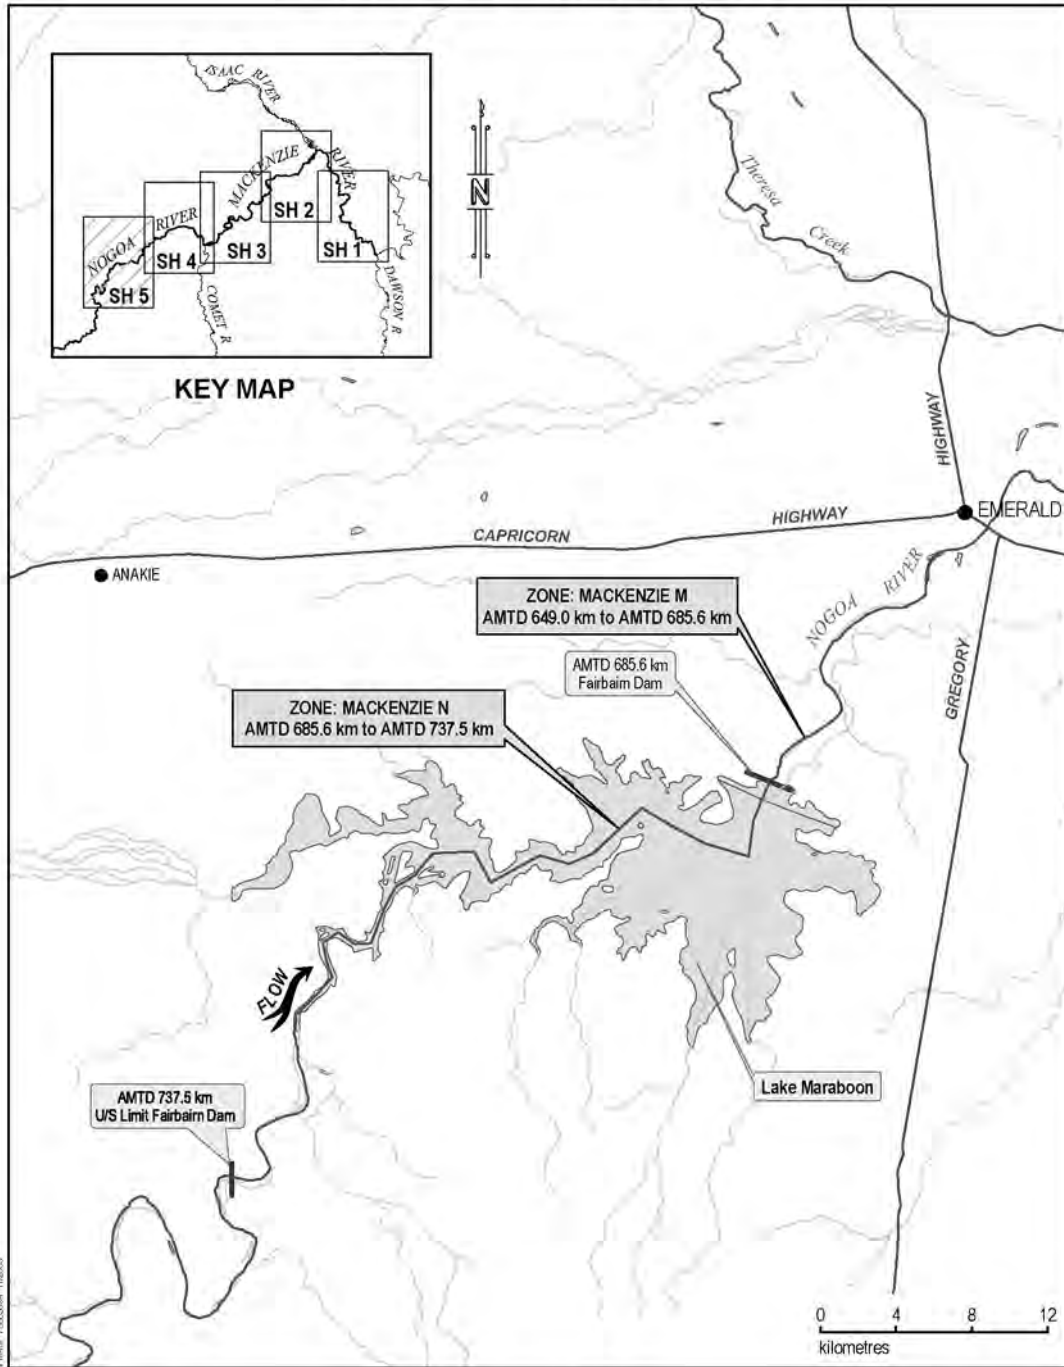 ISAAC RIVER
MACKENZIE RIVER
NOGOA RIVER
SH 2
SH 4
SH 3
SH 1
SH 5
COMET R
DAWSON R
KEY MAP
N
Theresa
Creek
HIGHWAY
EMERALD
CAPRICORN
HIGHWAY
ANAKIE
NOGOA RIVER
GREGORY
ZONE: MACKENZIE M
AMTD 649.0 km to AMTD 685.6 km
AMTD 685.6 km
Fairbairn Dam
ZONE: MACKENZIE N
AMTD 685.6 km to AMTD 737.5 km
FLOW
Lake Maraboon
AMTD 737.5 km
U/S Limit Fairbairn Dam
0 4 8 12
kilometres